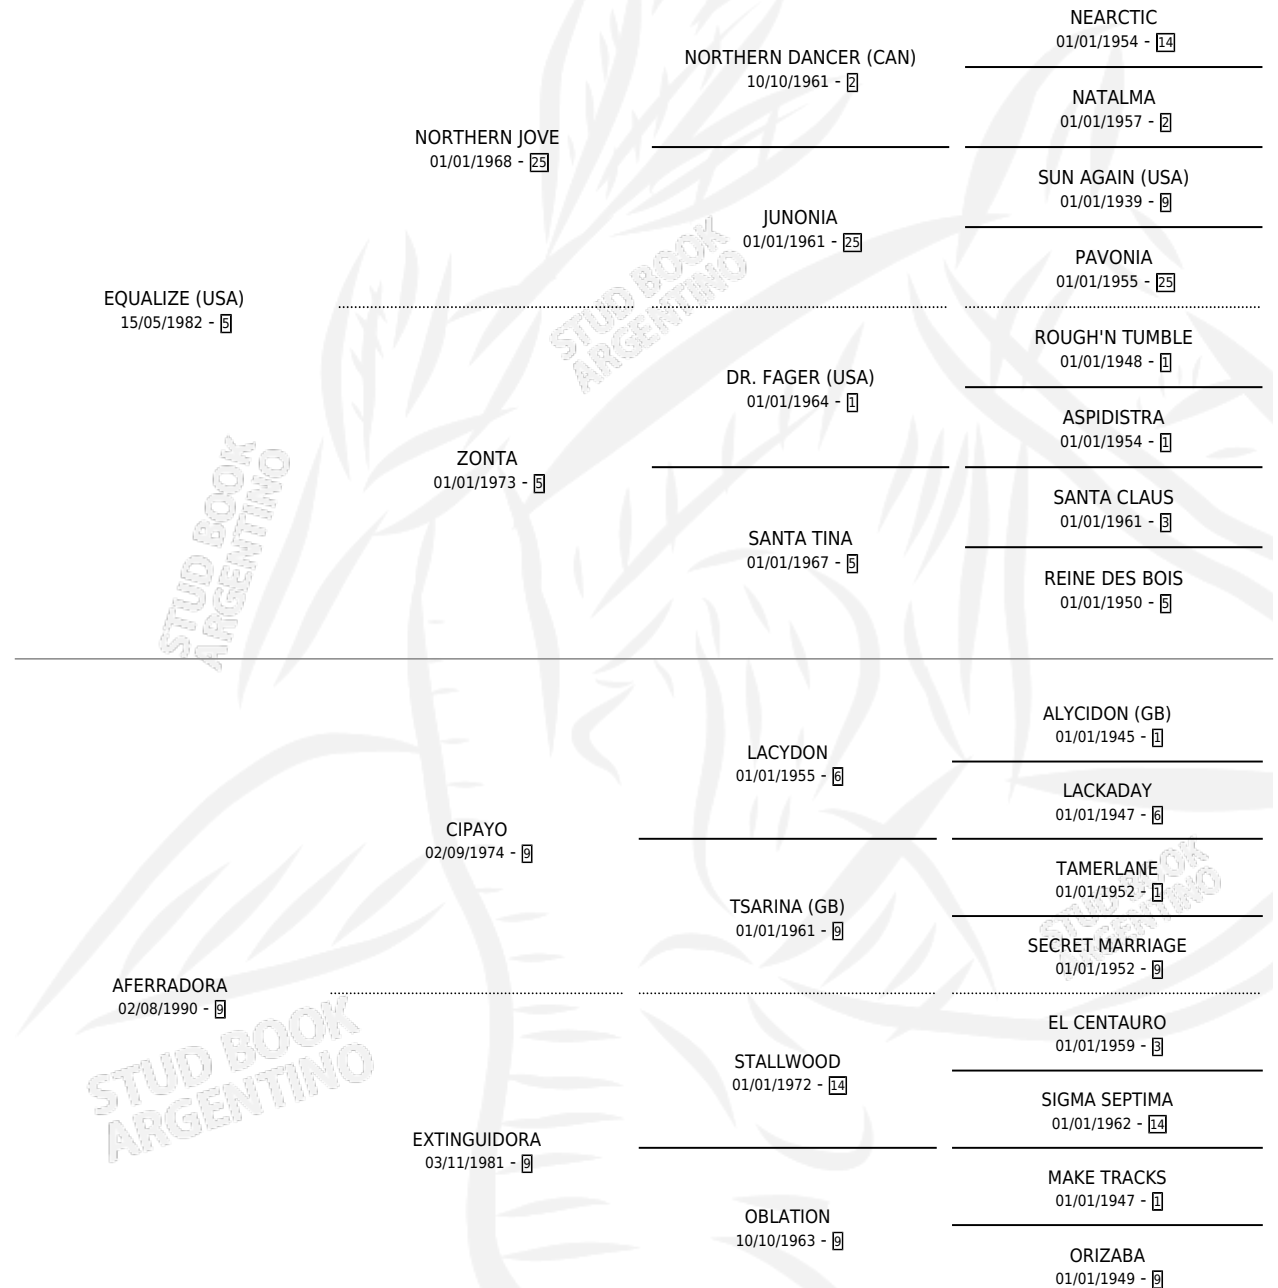 NEARCTIC
01/01/1954 - 14
NORTHERN DANCER (CAN)
10/10/1961 - 2
NATALMA
01/01/1957 - 2
NORTHERN JOVE
01/01/1968 - 25
SUN AGAIN (USA)
01/01/1939 - 9
JUNONIA
01/01/1961 - 25
PAVONIA
01/01/1955 - 25
EQUALIZE (USA)
15/05/1982 - 5
STUD BOOK
ARGENTINO
ROUGH'N TUMBLE
01/01/1948 - 1
DR. FAGER (USA)
01/01/1964 - 1
ASPIDISTRA
01/01/1954 - 1
ZONTA
01/01/1973 - 5
SANTA CLAUS
01/01/1961 - 3
SANTA TINA
01/01/1967 - 5
REINE DES BOIS
01/01/1950 - 5
STUD BOOK
ARGENTINO
ALYCIDON (GB)
01/01/1945 - 1
LACYDON
01/01/1955 - 6
LACKADAY
01/01/1947 - 6
CIPAYO
02/09/1974 - 9
TAMERLANE
01/01/1952 - 1
TSARINA (GB)
01/01/1961 - 9
STUD BOOK
ARGENTINO
SECRET MARRIAGE
01/01/1952 - 9
AFERRADORA
02/08/1990 - 9
EL CENTAURO
01/01/1959 - 3
STALLWOOD
01/01/1972 - 14
STUD BOOK
ARGENTINO
SIGMA SEPTIMA
01/01/1962 - 14
EXTINGUIDORA
03/11/1981 - 9
MAKE TRACKS
01/01/1947 - 1
OBLATION
10/10/1963 - 9
ORIZABA
01/01/1949 - 9